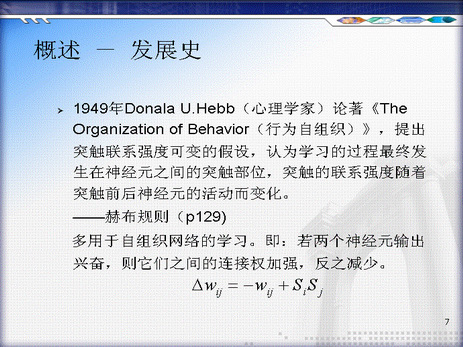 概述 － 发展史
➢ 1949年Donala U.Hebb（心理学家）论著《The
Organization of Behavior（行为自组织）》，提出
突触联系强度可变的假设，认为学习的过程最终发
生在神经元之间的突触部位，突触的联系强度随着
突触前后神经元的活动而变化。
——赫布规则（p129)
多用于自组织网络的学习。即：若两个神经元输出
兴奋，则它们之间的连接权加强，反之减少。
Δw_{ij} = −w_{ij} + S_i S_j
7